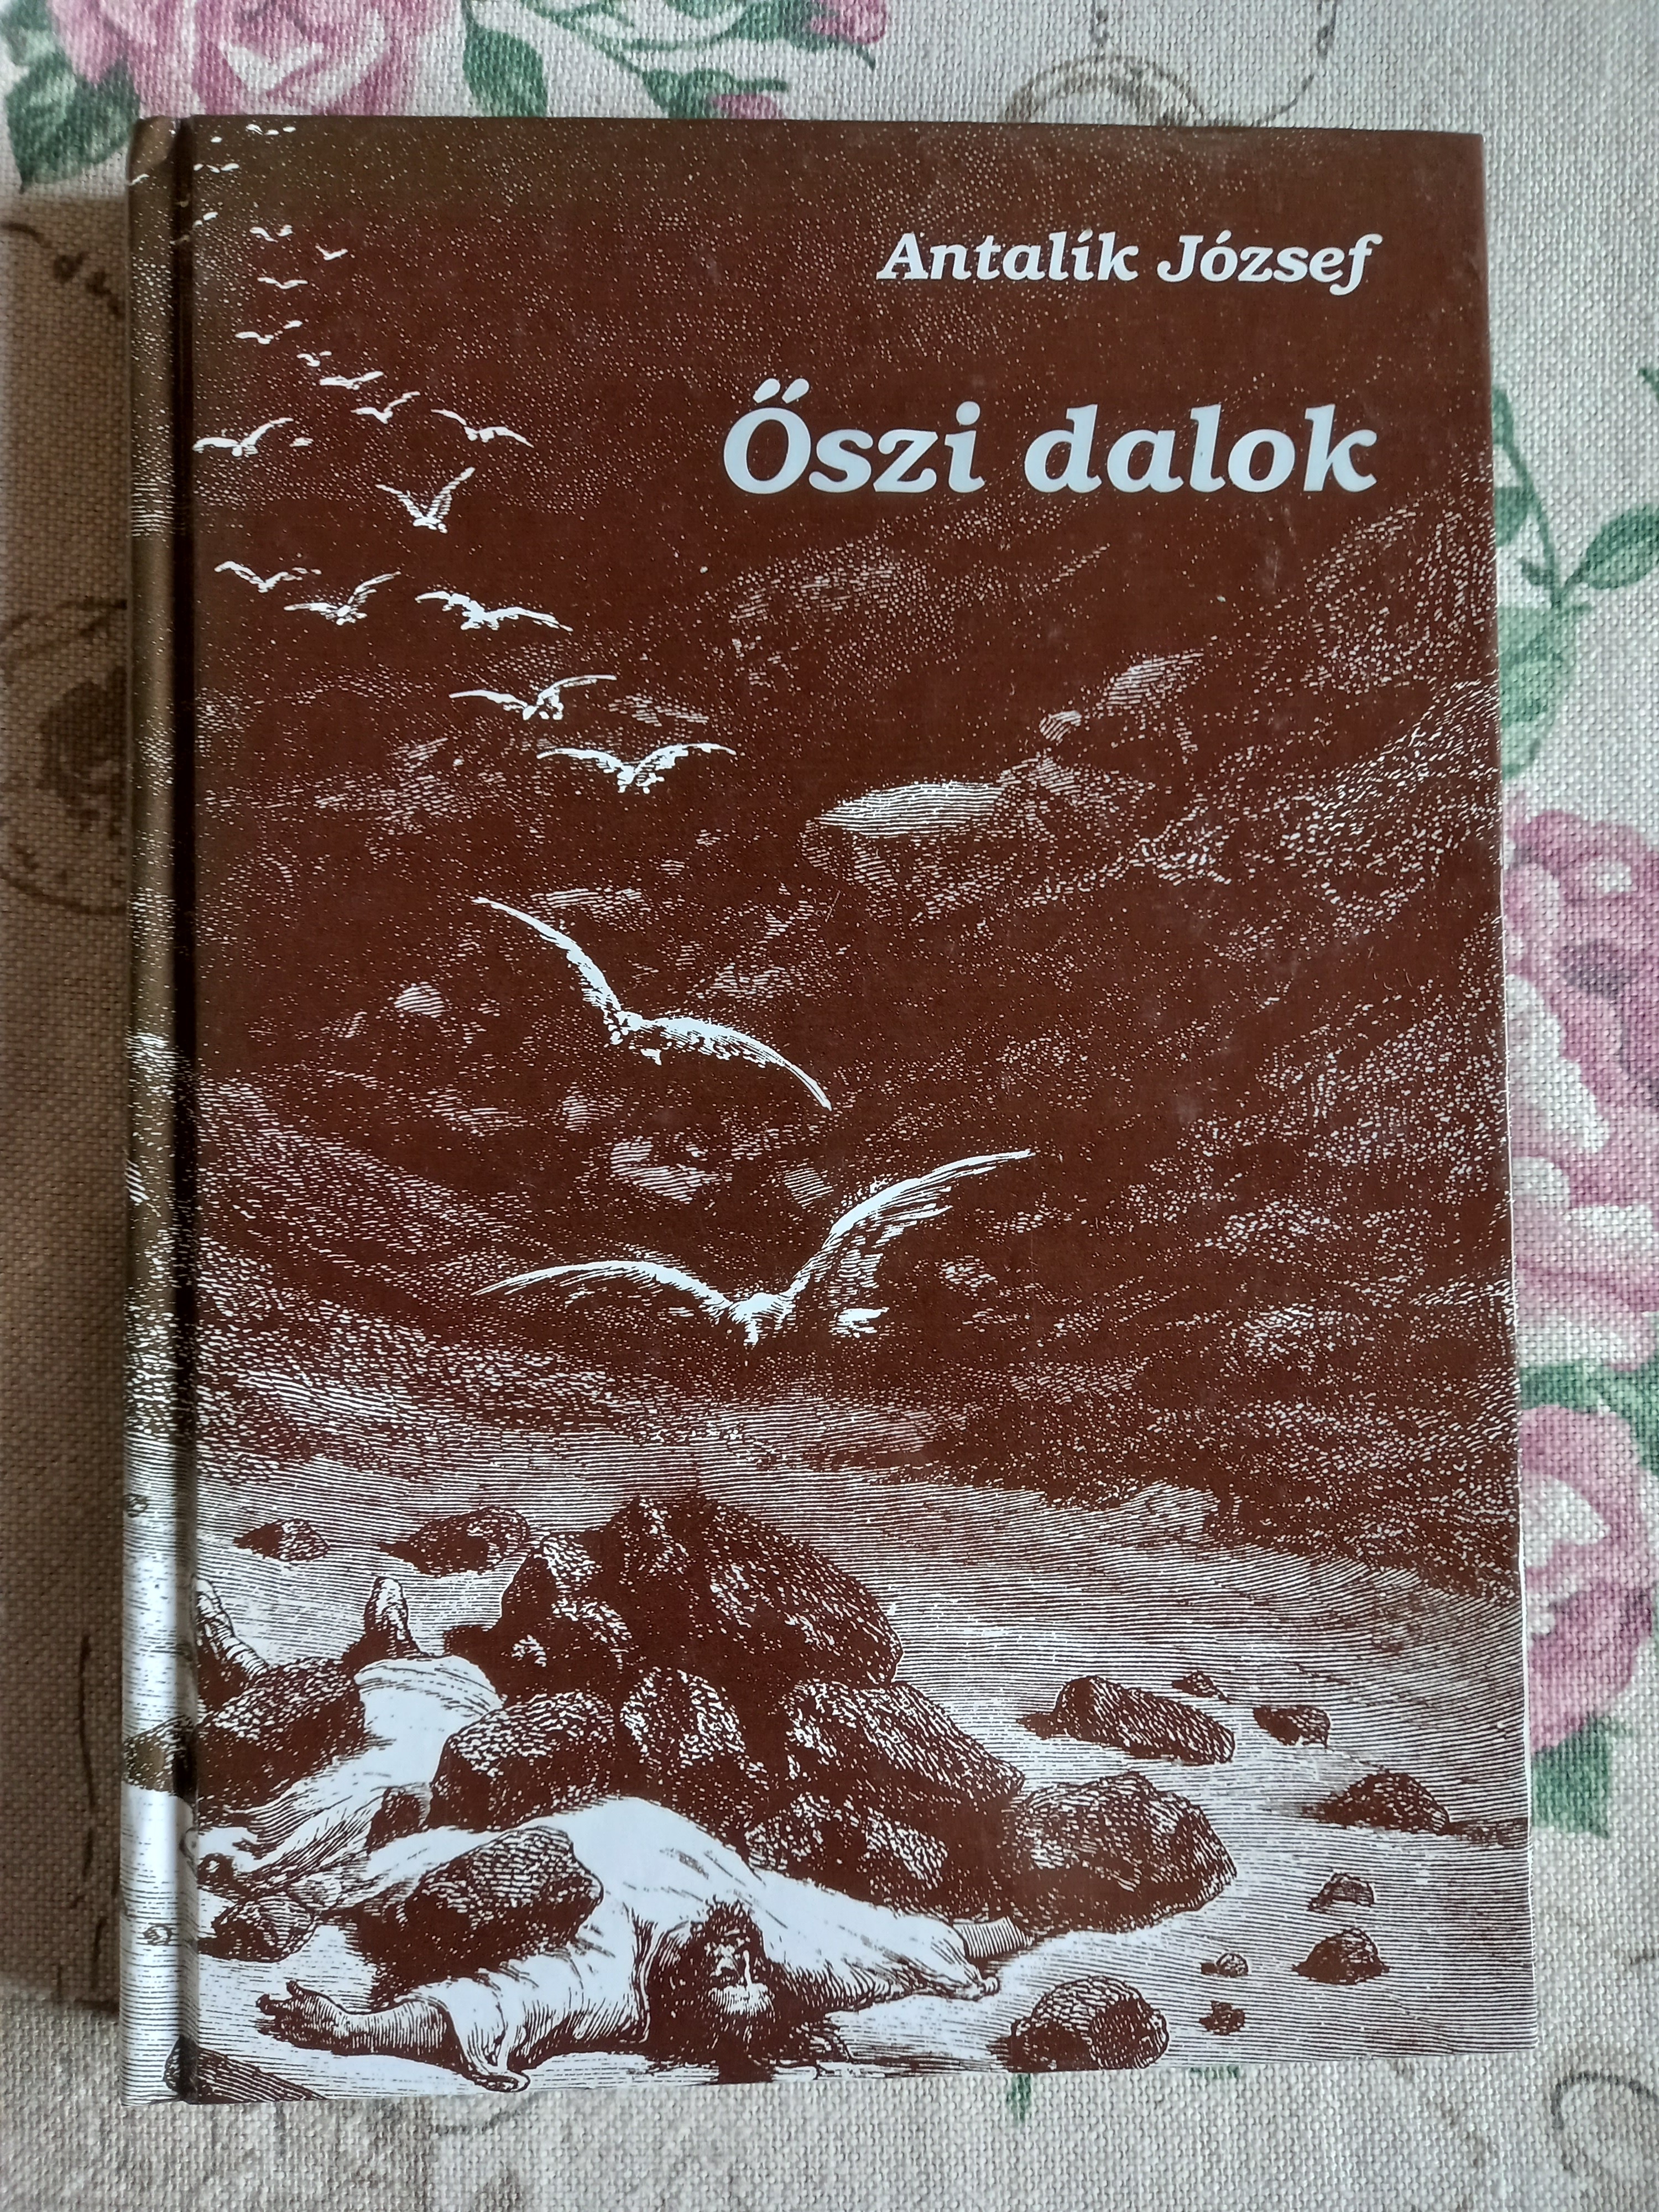 Antalík József
Őszi dalok